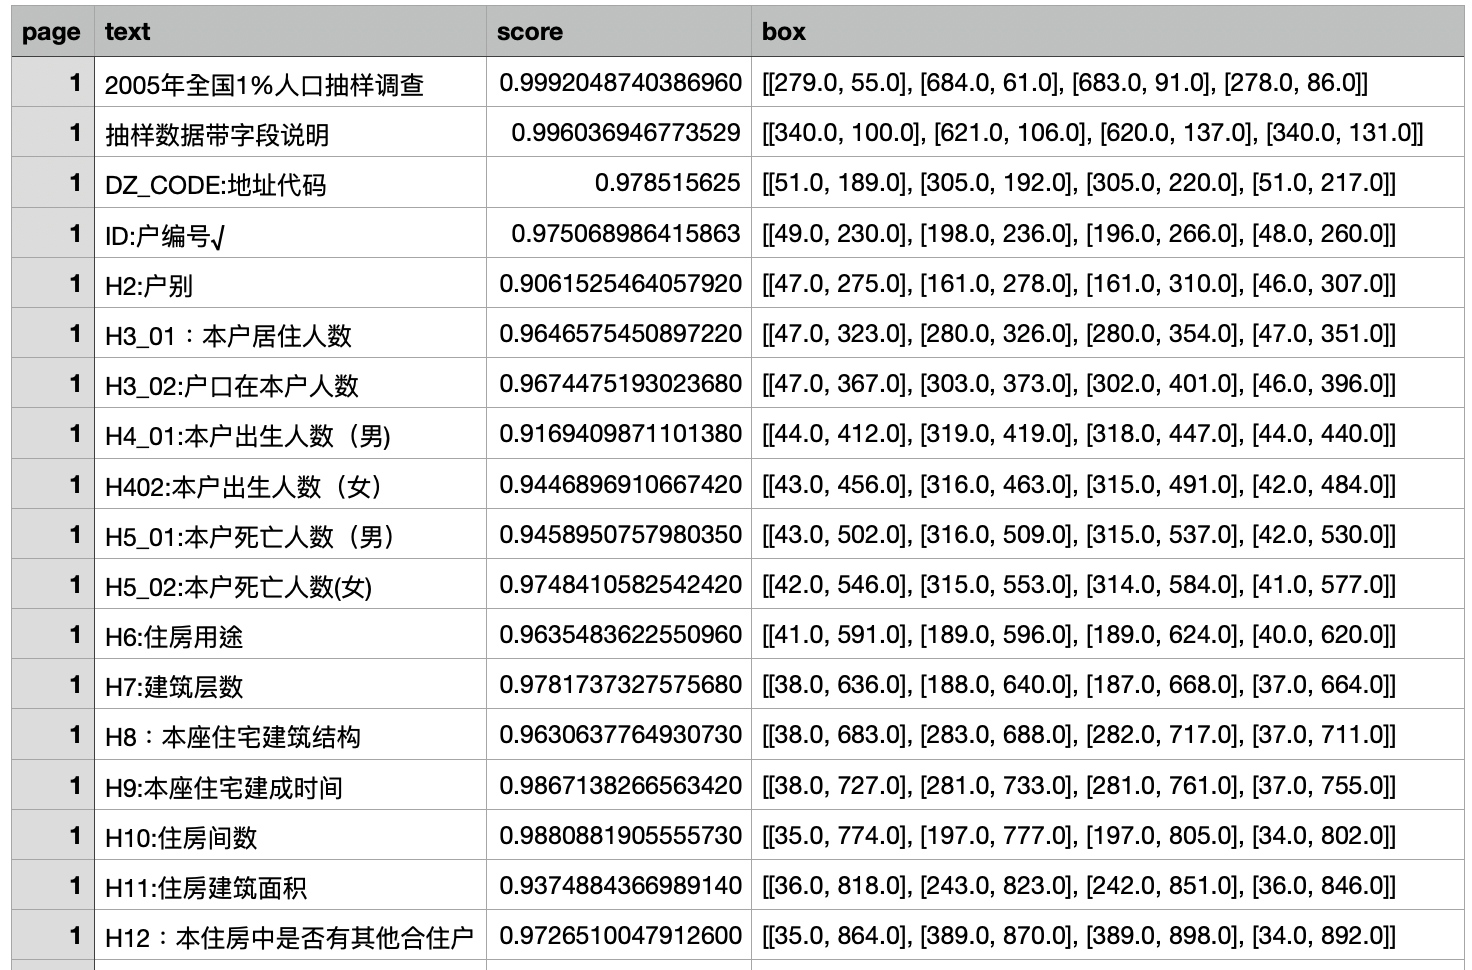 page text score box
1 2005年全国1%人口抽样调查 0.9992048740386960 [[279.0, 55.0], [684.0, 61.0], [683.0, 91.0], [278.0, 86.0]]
1 抽样数据带字段说明 0.996036946773529 [[340.0, 100.0], [621.0, 106.0], [620.0, 137.0], [340.0, 131.0]]
1 DZ_CODE:地址代码 0.978515625 [[51.0, 189.0], [305.0, 192.0], [305.0, 220.0], [51.0, 217.0]]
1 ID:户编号√ 0.975068986415863 [[49.0, 230.0], [198.0, 236.0], [196.0, 266.0], [48.0, 260.0]]
1 H2:户别 0.9061525464057920 [[47.0, 275.0], [161.0, 278.0], [161.0, 310.0], [46.0, 307.0]]
1 H3_01：本户居住人数 0.9646575450897220 [[47.0, 323.0], [280.0, 326.0], [280.0, 354.0], [47.0, 351.0]]
1 H3_02:户口在本户人数 0.9674475193023680 [[47.0, 367.0], [303.0, 373.0], [302.0, 401.0], [46.0, 396.0]]
1 H4_01:本户出生人数（男) 0.9169409871101380 [[44.0, 412.0], [319.0, 419.0], [318.0, 447.0], [44.0, 440.0]]
1 H402:本户出生人数（女） 0.9446896910667420 [[43.0, 456.0], [316.0, 463.0], [315.0, 491.0], [42.0, 484.0]]
1 H5_01:本户死亡人数（男） 0.9458950757980350 [[43.0, 502.0], [316.0, 509.0], [315.0, 537.0], [42.0, 530.0]]
1 H5_02:本户死亡人数(女) 0.9748410582542420 [[42.0, 546.0], [315.0, 553.0], [314.0, 584.0], [41.0, 577.0]]
1 H6:住房用途 0.9635483622550960 [[41.0, 591.0], [189.0, 596.0], [189.0, 624.0], [40.0, 620.0]]
1 H7:建筑层数 0.9781737327575680 [[38.0, 636.0], [188.0, 640.0], [187.0, 668.0], [37.0, 664.0]]
1 H8：本座住宅建筑结构 0.9630637764930730 [[38.0, 683.0], [283.0, 688.0], [282.0, 717.0], [37.0, 711.0]]
1 H9:本座住宅建成时间 0.9867138266563420 [[38.0, 727.0], [281.0, 733.0], [281.0, 761.0], [37.0, 755.0]]
1 H10:住房间数 0.9880881905555730 [[35.0, 774.0], [197.0, 777.0], [197.0, 805.0], [34.0, 802.0]]
1 H11:住房建筑面积 0.9374884366989140 [[36.0, 818.0], [243.0, 823.0], [242.0, 851.0], [36.0, 846.0]]
1 H12：本住房中是否有其他合住户 0.9726510047912600 [[35.0, 864.0], [389.0, 870.0], [389.0, 898.0], [34.0, 892.0]]